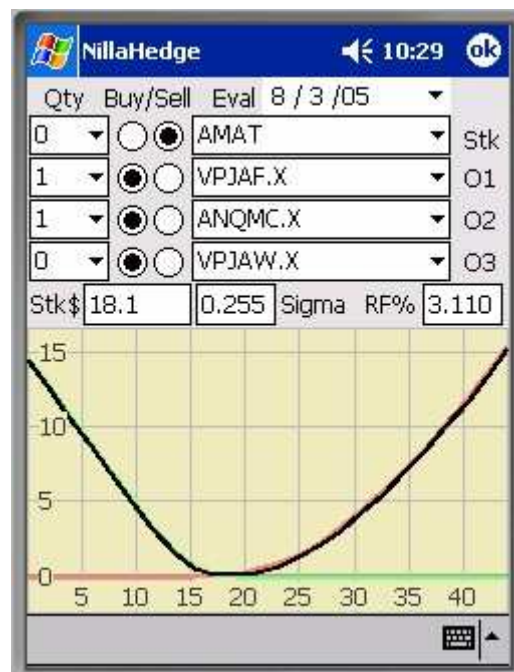 NillaHedge 10:29 ok
Qty Buy/Sell Eval 8 / 3 /05
0 AMAT Stk
1 VPJAF.X O1
1 ANQMC.X O2
0 VPJAW.X O3
Stk$ 18.1 0.255 Sigma RF% 3.110
15
10
5
0
5 10 15 20 25 30 35 40